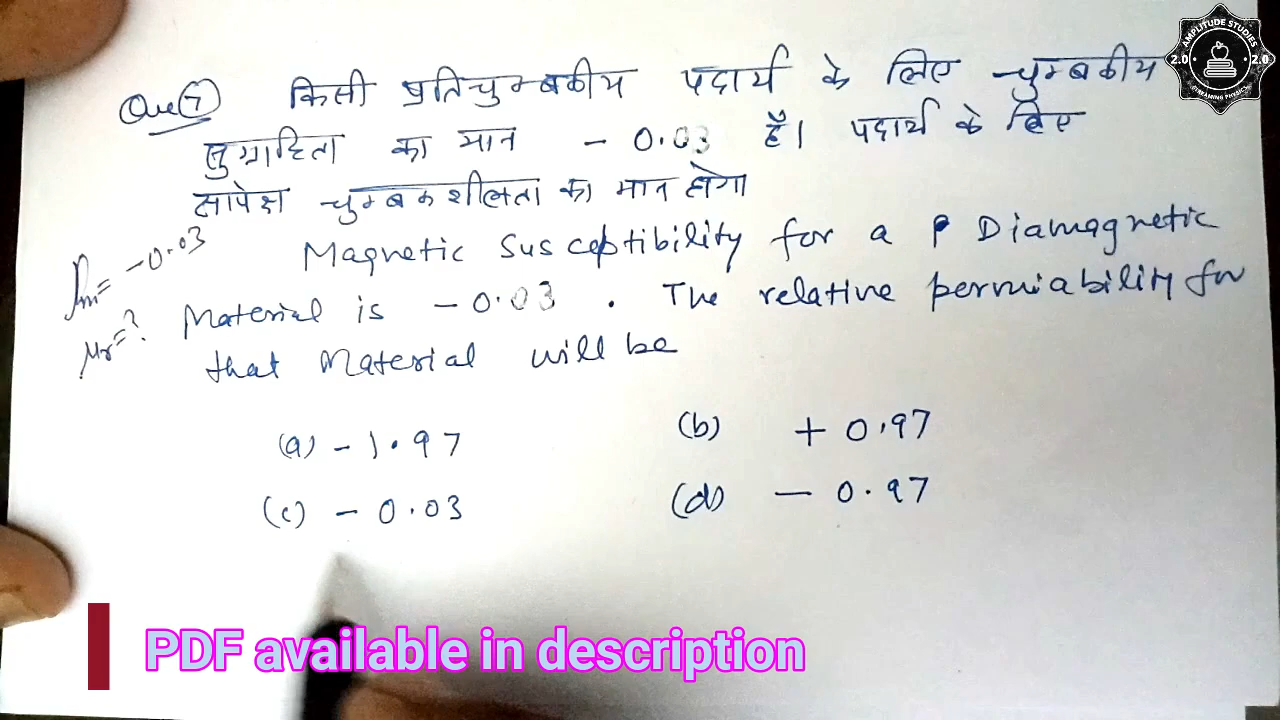 Que 7 किसी प्रतिचुम्बकीय पदार्थ के लिए चुम्बकीय
सुग्राहिता का मान - 0.03 है। पदार्थ के लिए
सापेक्ष चुम्बकशीलता का मान होगा
Magnetic Susceptibility for a P Diamagnetic
Material is - 0.03 . The relative permiability for
that Material will be
= -0.03
μr = ?
(a) - 1.97
(b) + 0.97
(c) - 0.03
(d) - 0.97
PDF available in description
AMPLITUDE STUDIES
2.0 2.0